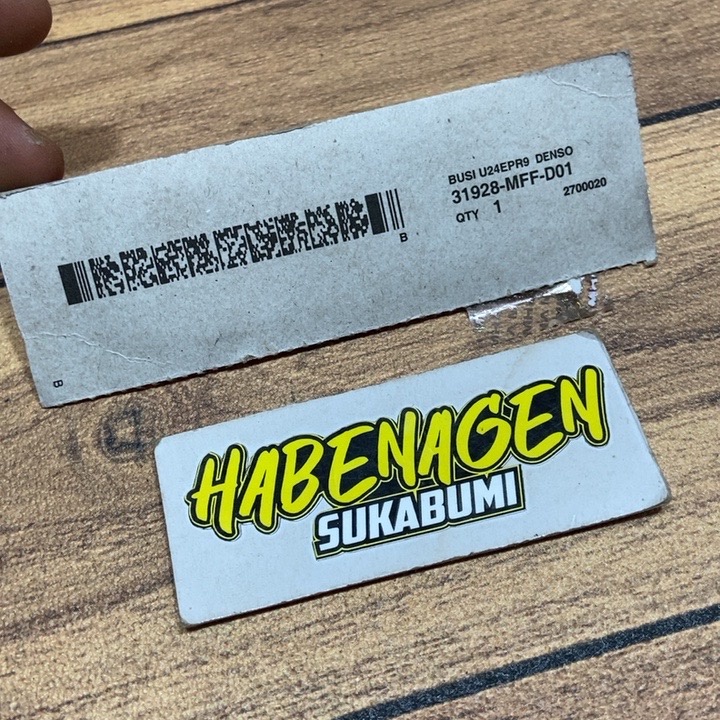 BUSI U24EPR9 DENSO
31928-MFF-D01
QTY 1 2700020
B
B
HABENAGEN
SUKABUMI